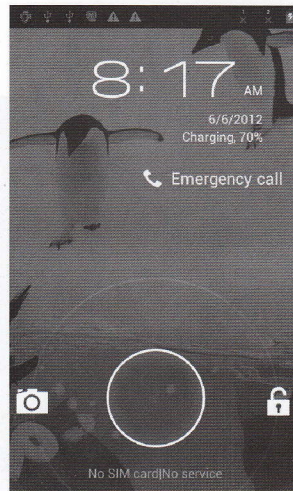 8:17 AM
6/6/2012
Charging, 70%
Emergency call
No SIM card|No service